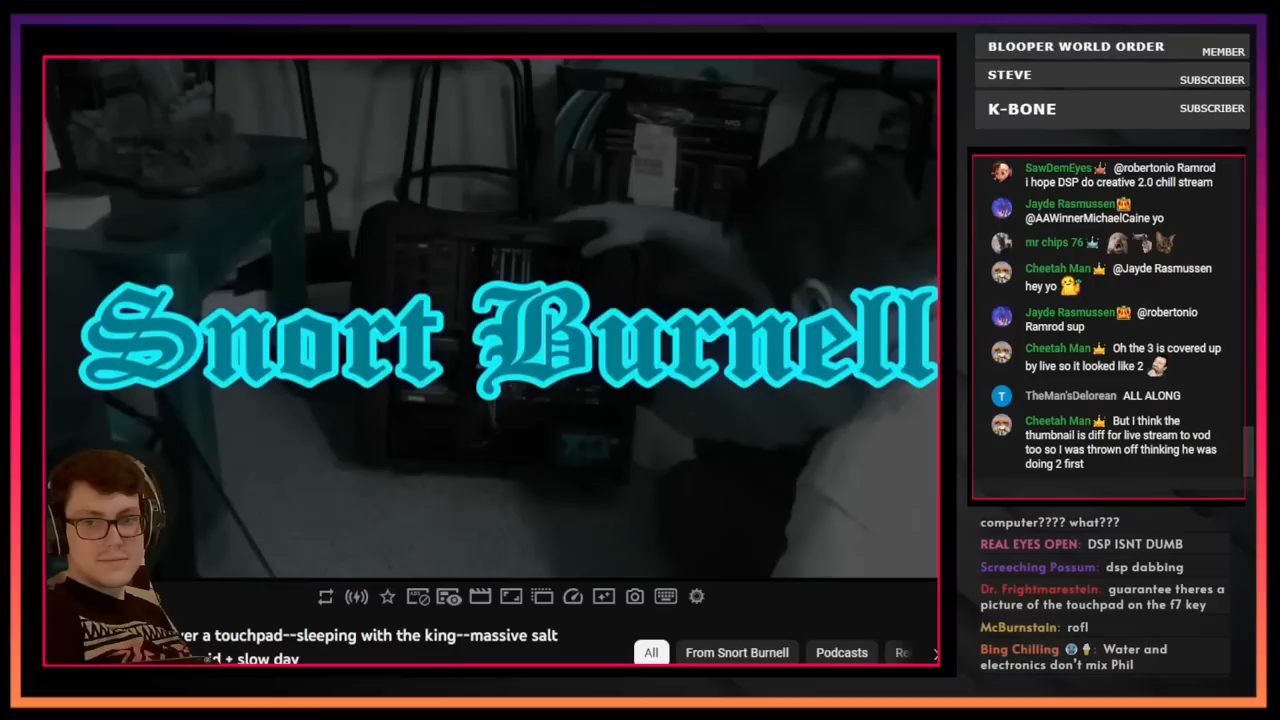 BLOOPER WORLD ORDER MEMBER
STEVE SUBSCRIBER
K-BONE SUBSCRIBER
Snort Burnell
SawDemEyes @robertonio Ramrod
i hope DSP do creative 2.0 chill stream
Jayde Rasmussen
@AAWinnerMichaelCaine yo
mr chips 76
Cheetah Man @Jayde Rasmussen
hey yo
Jayde Rasmussen @robertonio
Ramrod sup
Cheetah Man Oh the 3 is covered up
by live so it looked like 2
T TheMan'sDelorean ALL ALONG
Cheetah Man But I think the
thumbnail is diff for live stream to vod
too so I was thrown off thinking he was
doing 2 first
computer???? what???
REAL EYES OPEN: DSP ISNT DUMB
Screeching Possum: dsp dabbing
Dr. Frightmarestein: guarantee theres a
picture of the touchpad on the f7 key
McBurnstain: rofl
Bing Chilling : Water and
electronics don't mix Phil
er a touchpad--sleeping with the king--massive salt
id + slow day
All From Snort Burnell Podcasts Re